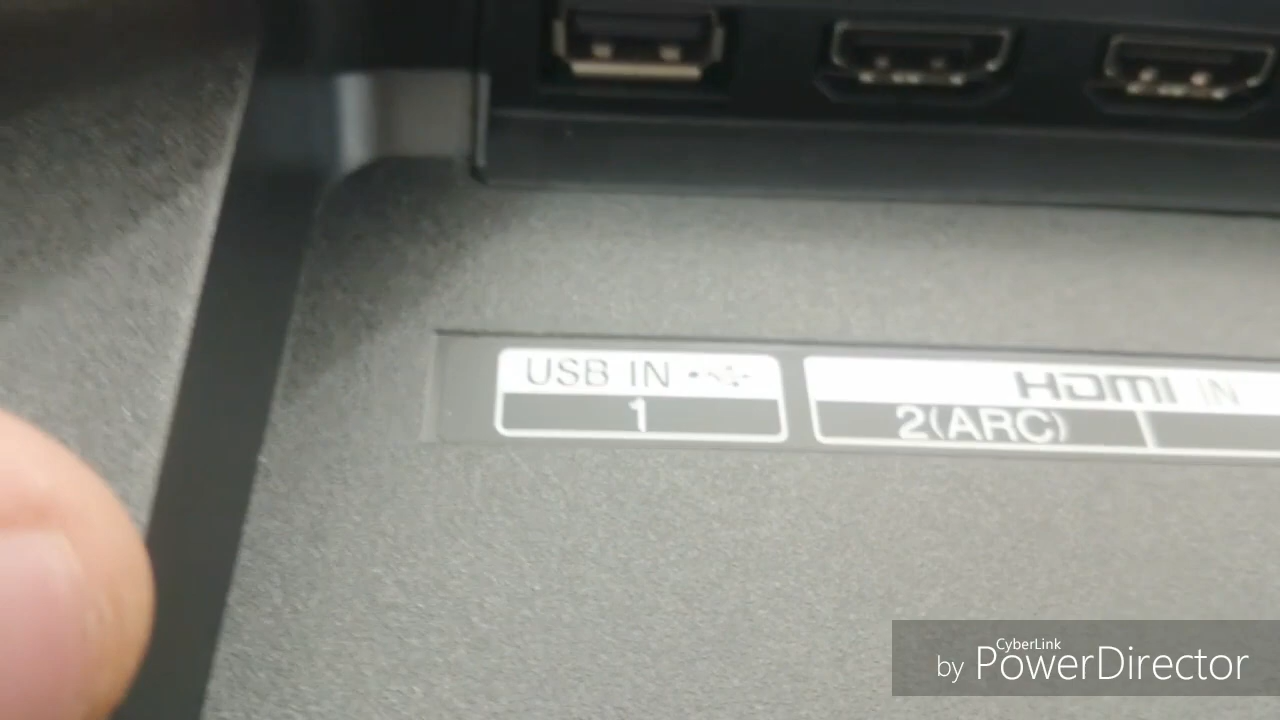 USB IN
1
HDMI IN
2(ARC)
CyberLink
by PowerDirector